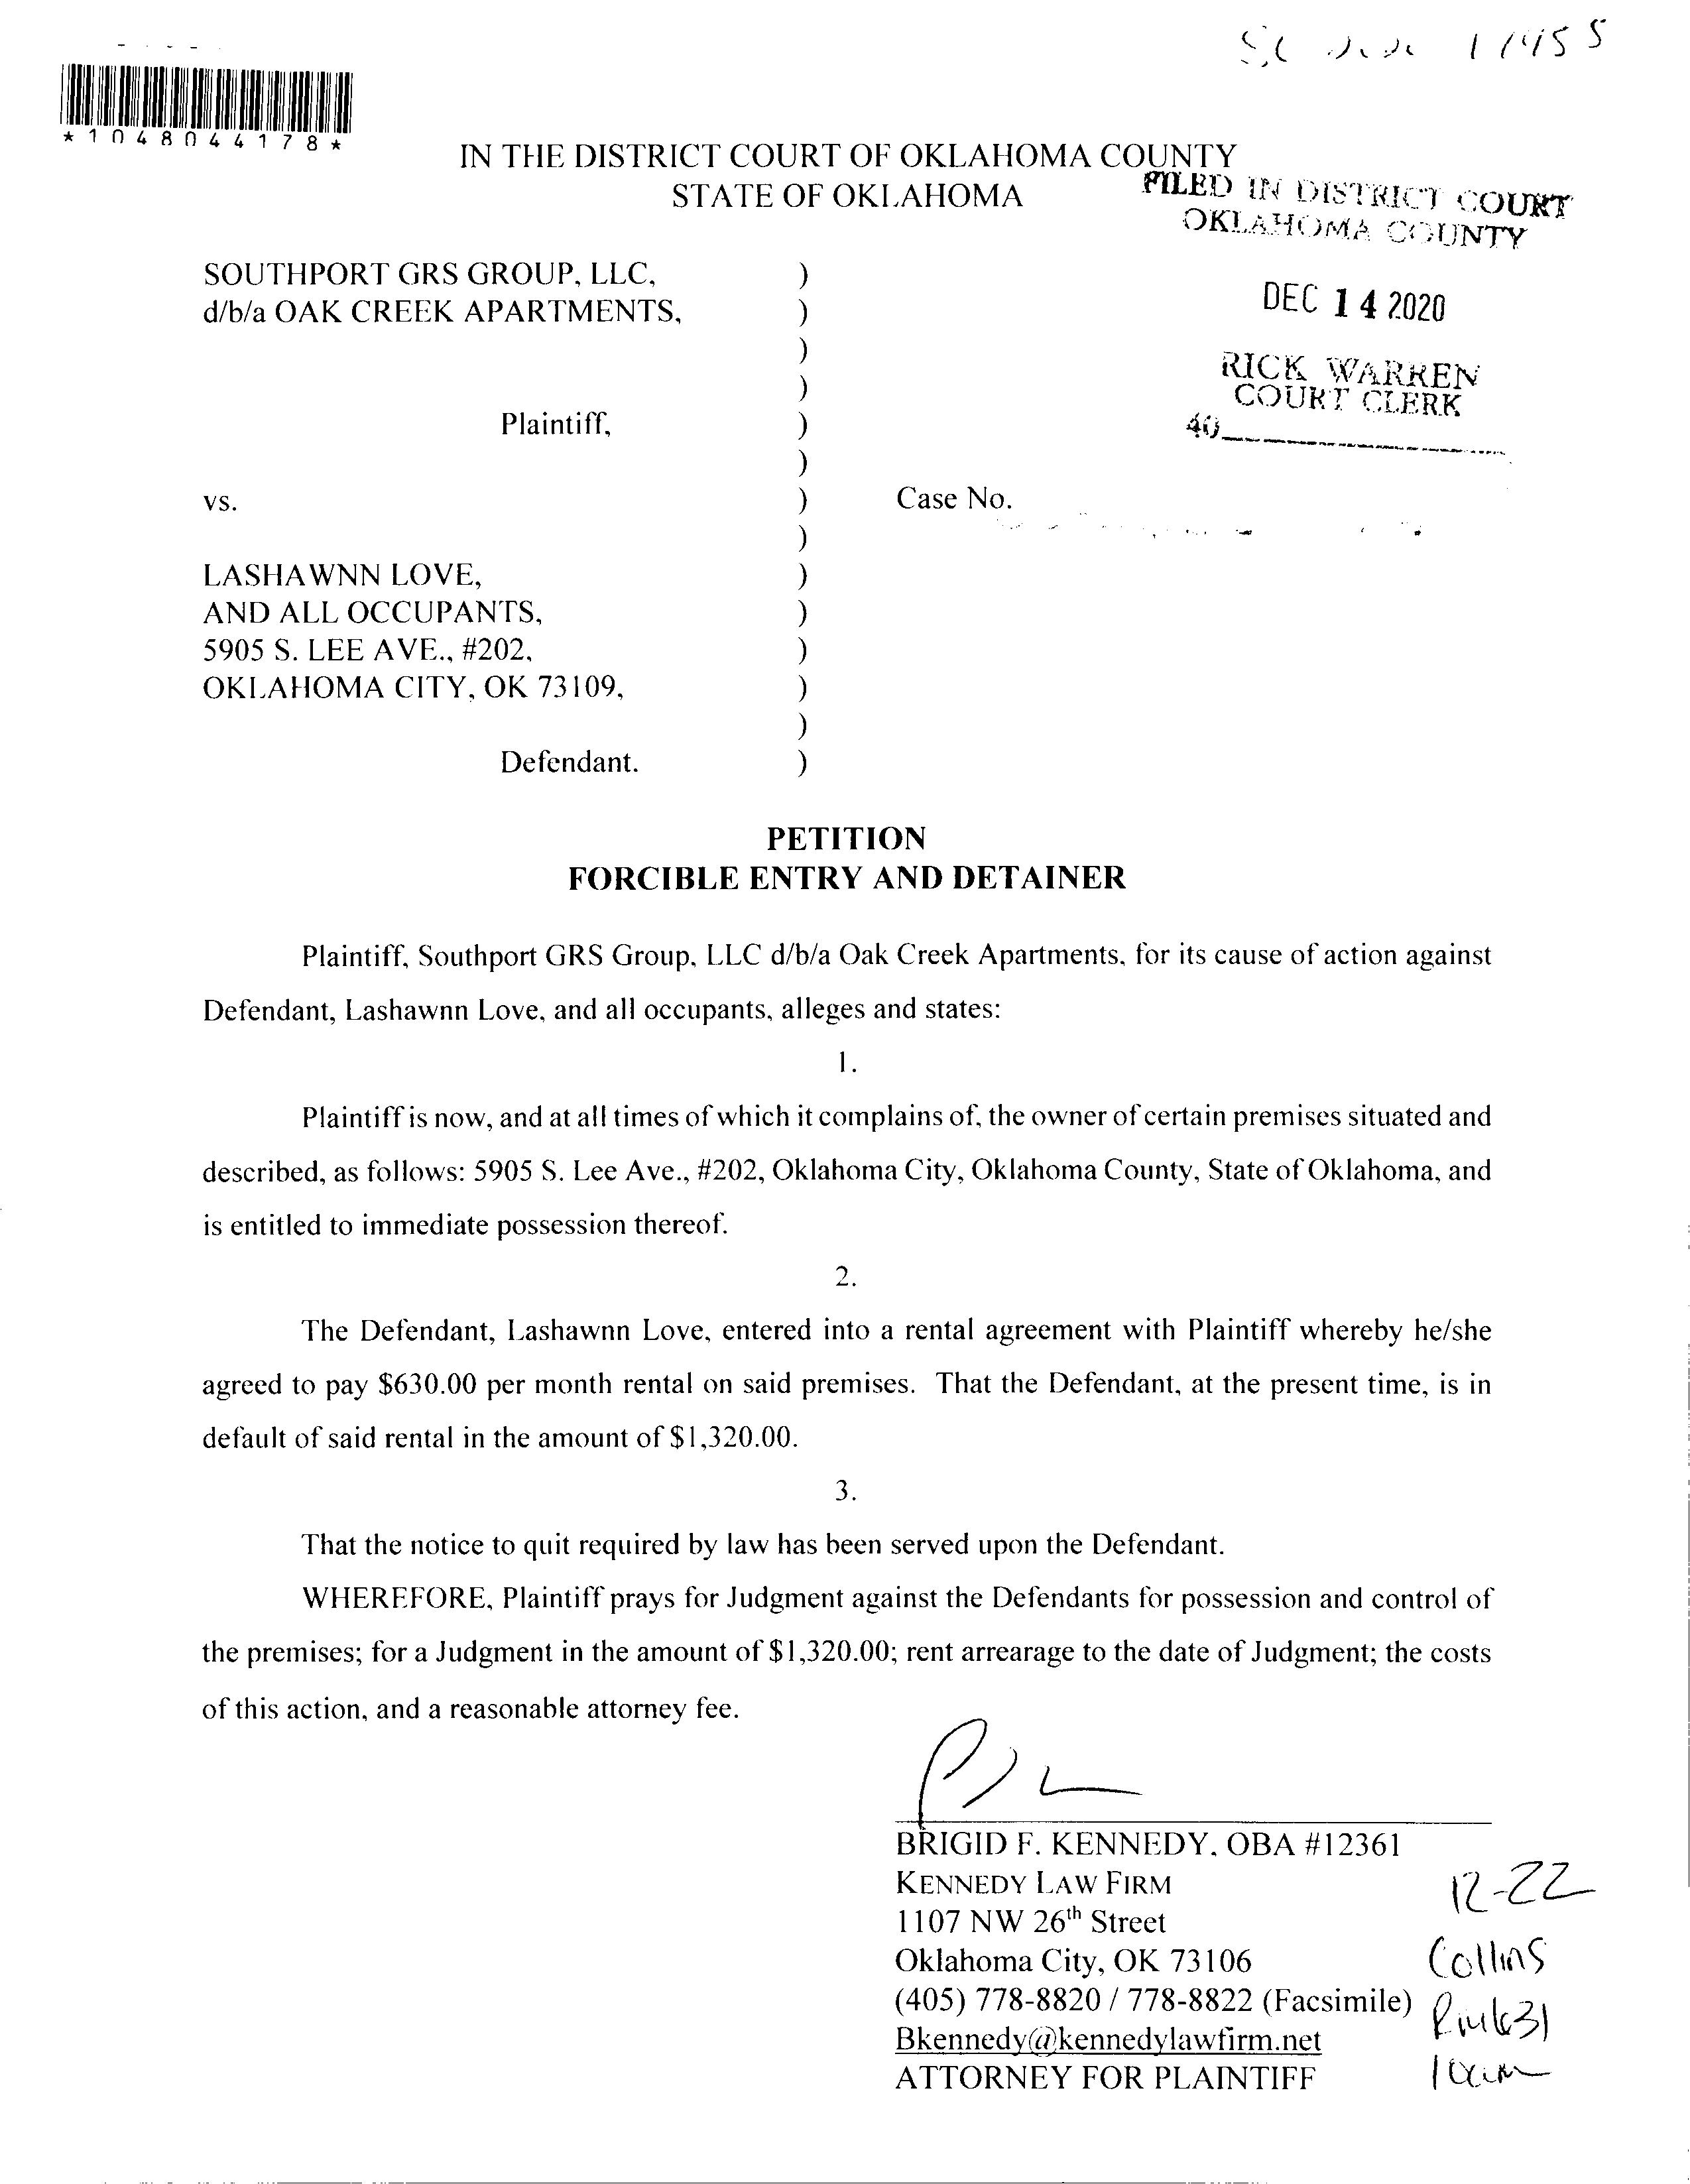 *1048044178*
IN THE DISTRICT COURT OF OKLAHOMA COUNTY
STATE OF OKLAHOMA
FILED IN DISTRICT COURT
OKLAHOMA COUNTY
DEC 14 2020
RICK WARREN
COURT CLERK
40
SOUTHPORT GRS GROUP, LLC, )
d/b/a OAK CREEK APARTMENTS, )
)
)
Plaintiff, )
)
vs. ) Case No.
)
LASHAWNN LOVE, )
AND ALL OCCUPANTS, )
5905 S. LEE AVE., #202, )
OKLAHOMA CITY, OK 73109, )
)
Defendant. )
PETITION
FORCIBLE ENTRY AND DETAINER
Plaintiff, Southport GRS Group, LLC d/b/a Oak Creek Apartments, for its cause of action against
Defendant, Lashawnn Love, and all occupants, alleges and states:
1.
Plaintiff is now, and at all times of which it complains of, the owner of certain premises situated and
described, as follows: 5905 S. Lee Ave., #202, Oklahoma City, Oklahoma County, State of Oklahoma, and
is entitled to immediate possession thereof.
2.
The Defendant, Lashawnn Love, entered into a rental agreement with Plaintiff whereby he/she
agreed to pay $630.00 per month rental on said premises. That the Defendant, at the present time, is in
default of said rental in the amount of $1,320.00.
3.
That the notice to quit required by law has been served upon the Defendant.
WHEREFORE, Plaintiff prays for Judgment against the Defendants for possession and control of
the premises; for a Judgment in the amount of $1,320.00; rent arrearage to the date of Judgment; the costs
of this action, and a reasonable attorney fee.
BRIGID F. KENNEDY, OBA #12361
KENNEDY LAW FIRM
1107 NW 26th Street
Oklahoma City, OK 73106
(405) 778-8820 / 778-8822 (Facsimile)
Bkennedy@kennedylawfirm.net
ATTORNEY FOR PLAINTIFF
12-22
Collins
10am